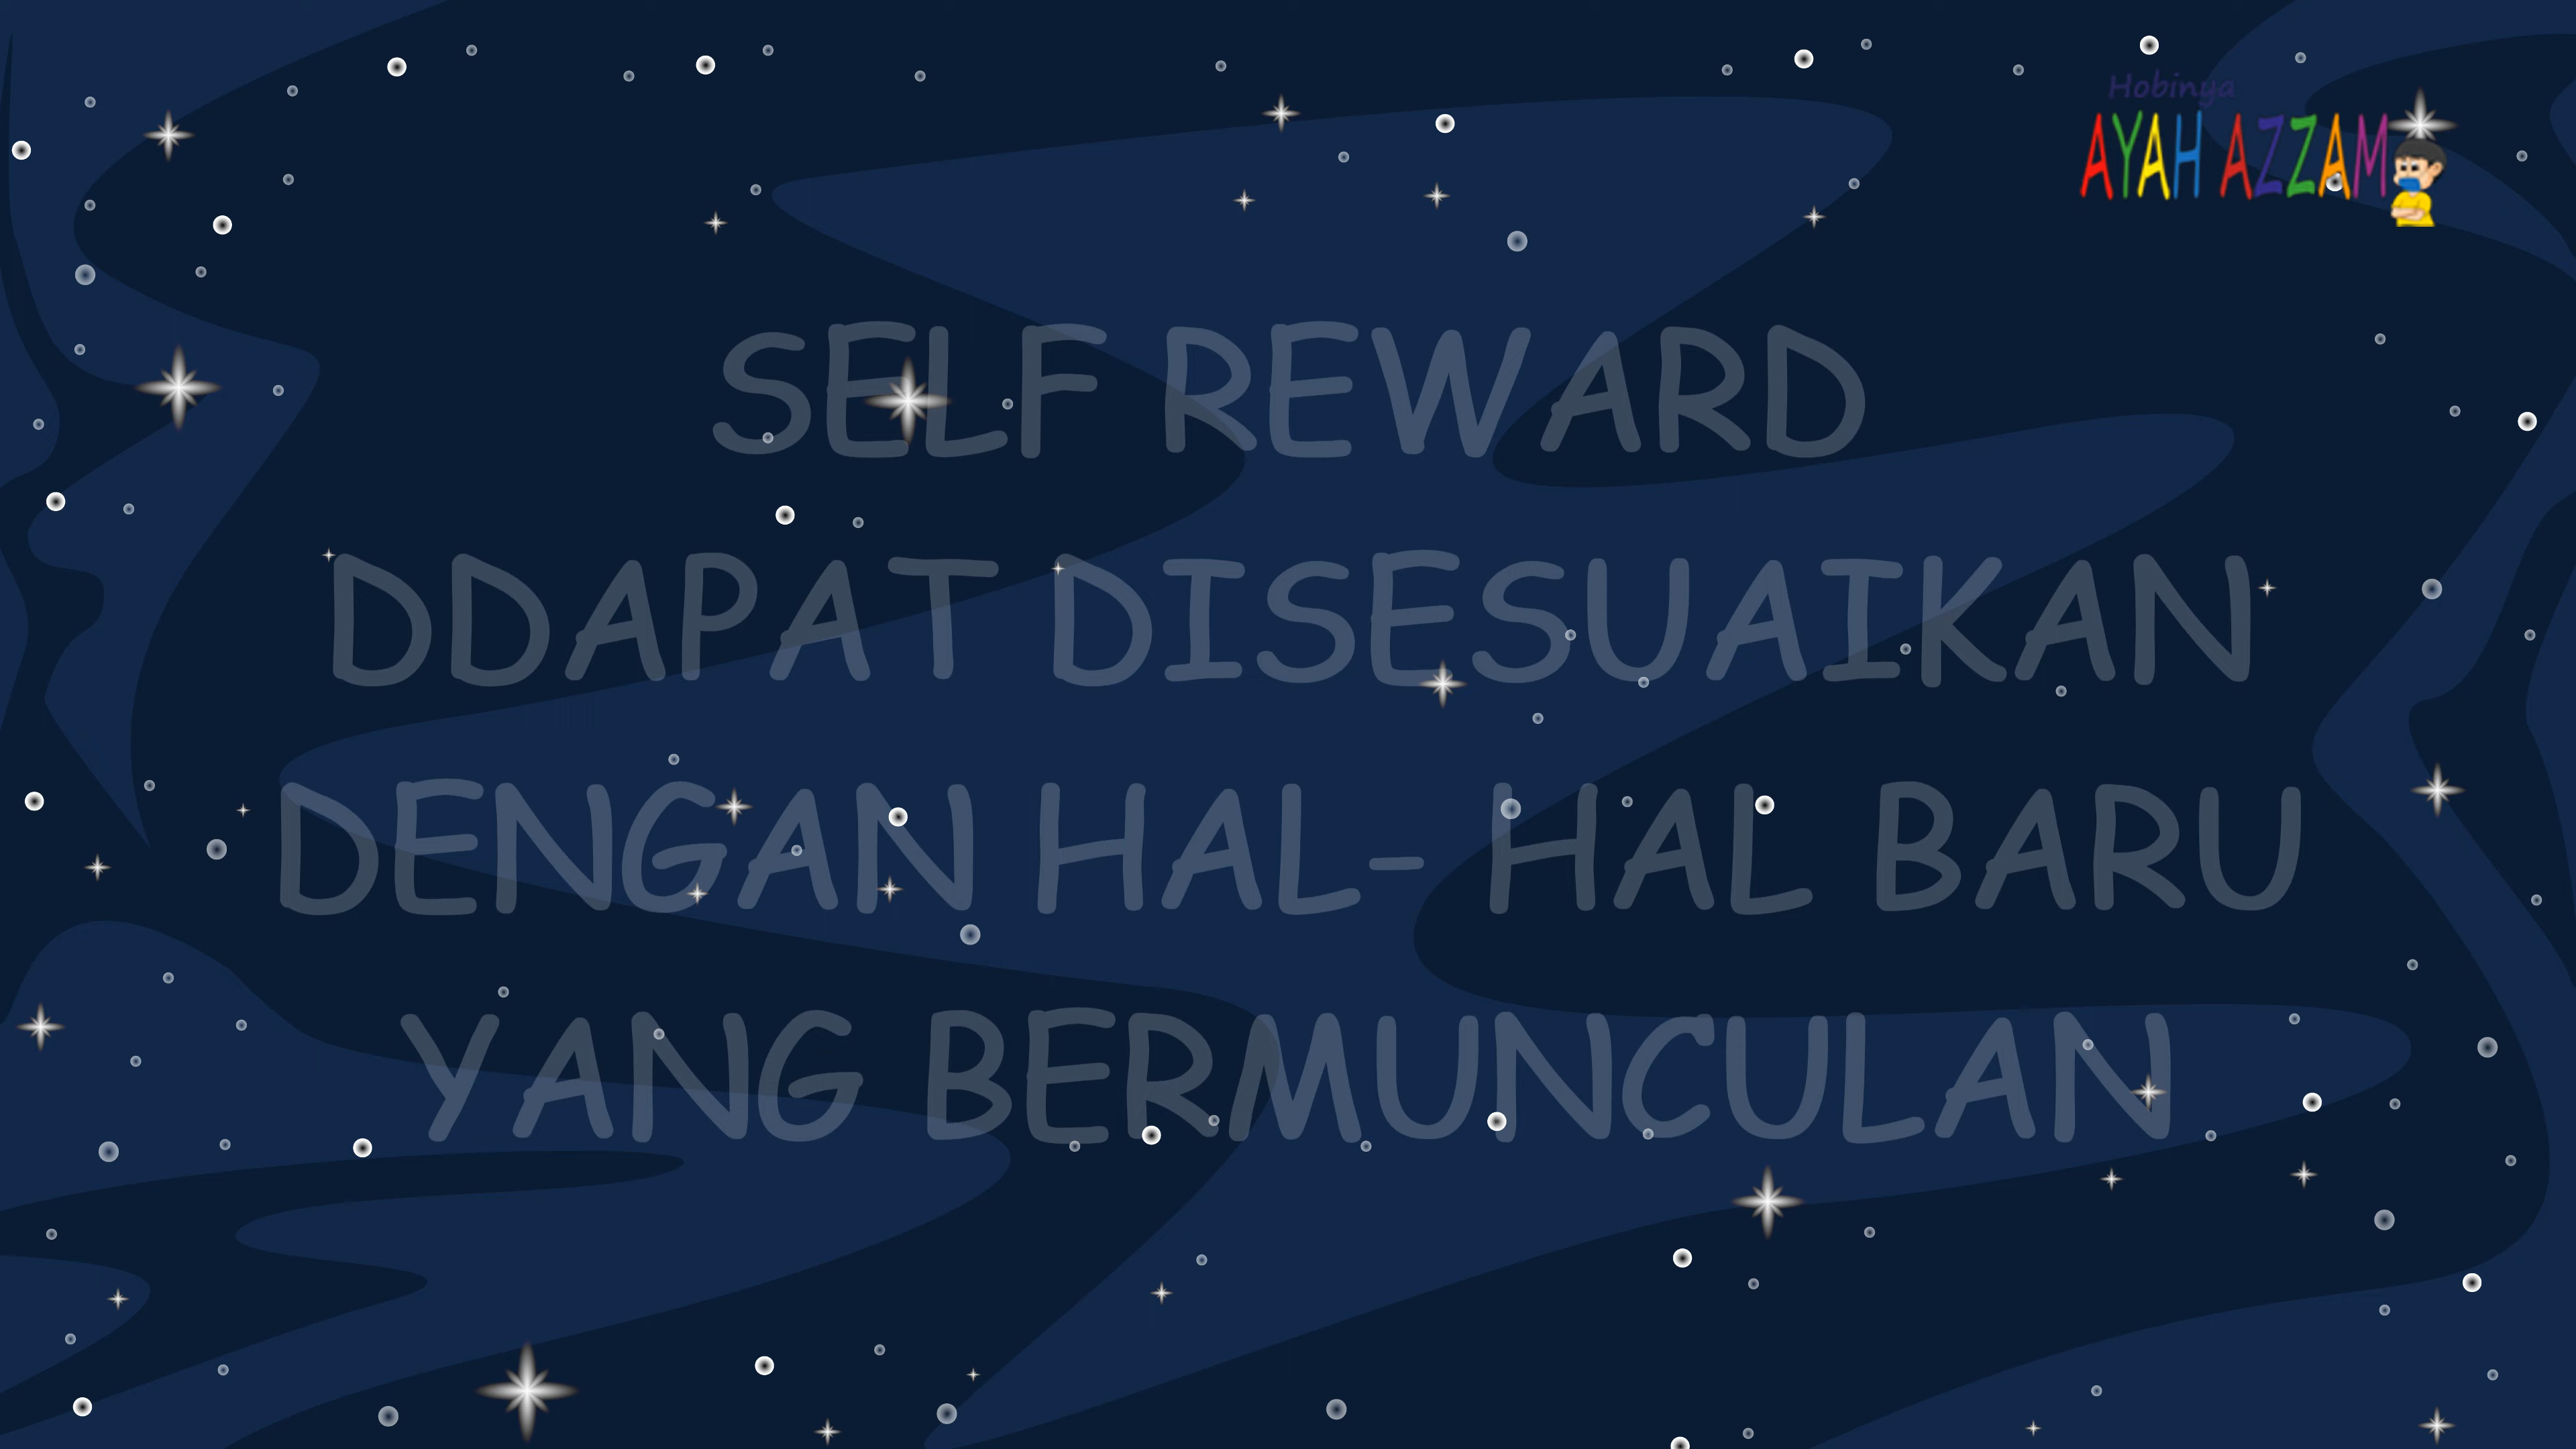 Hobinya
AYAH AZZAM
SELF REWARD
DDAPAT DISESUAIKAN
DENGAN HAL- HAL BARU
YANG BERMUNCULAN